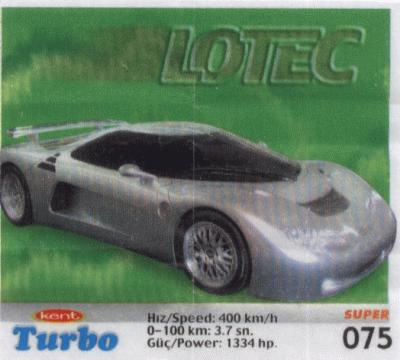 LOTEC
kent
Turbo
Hız/Speed: 400 km/h
0-100 km: 3.7 sn.
Güç/Power: 1334 hp.
SUPER
075